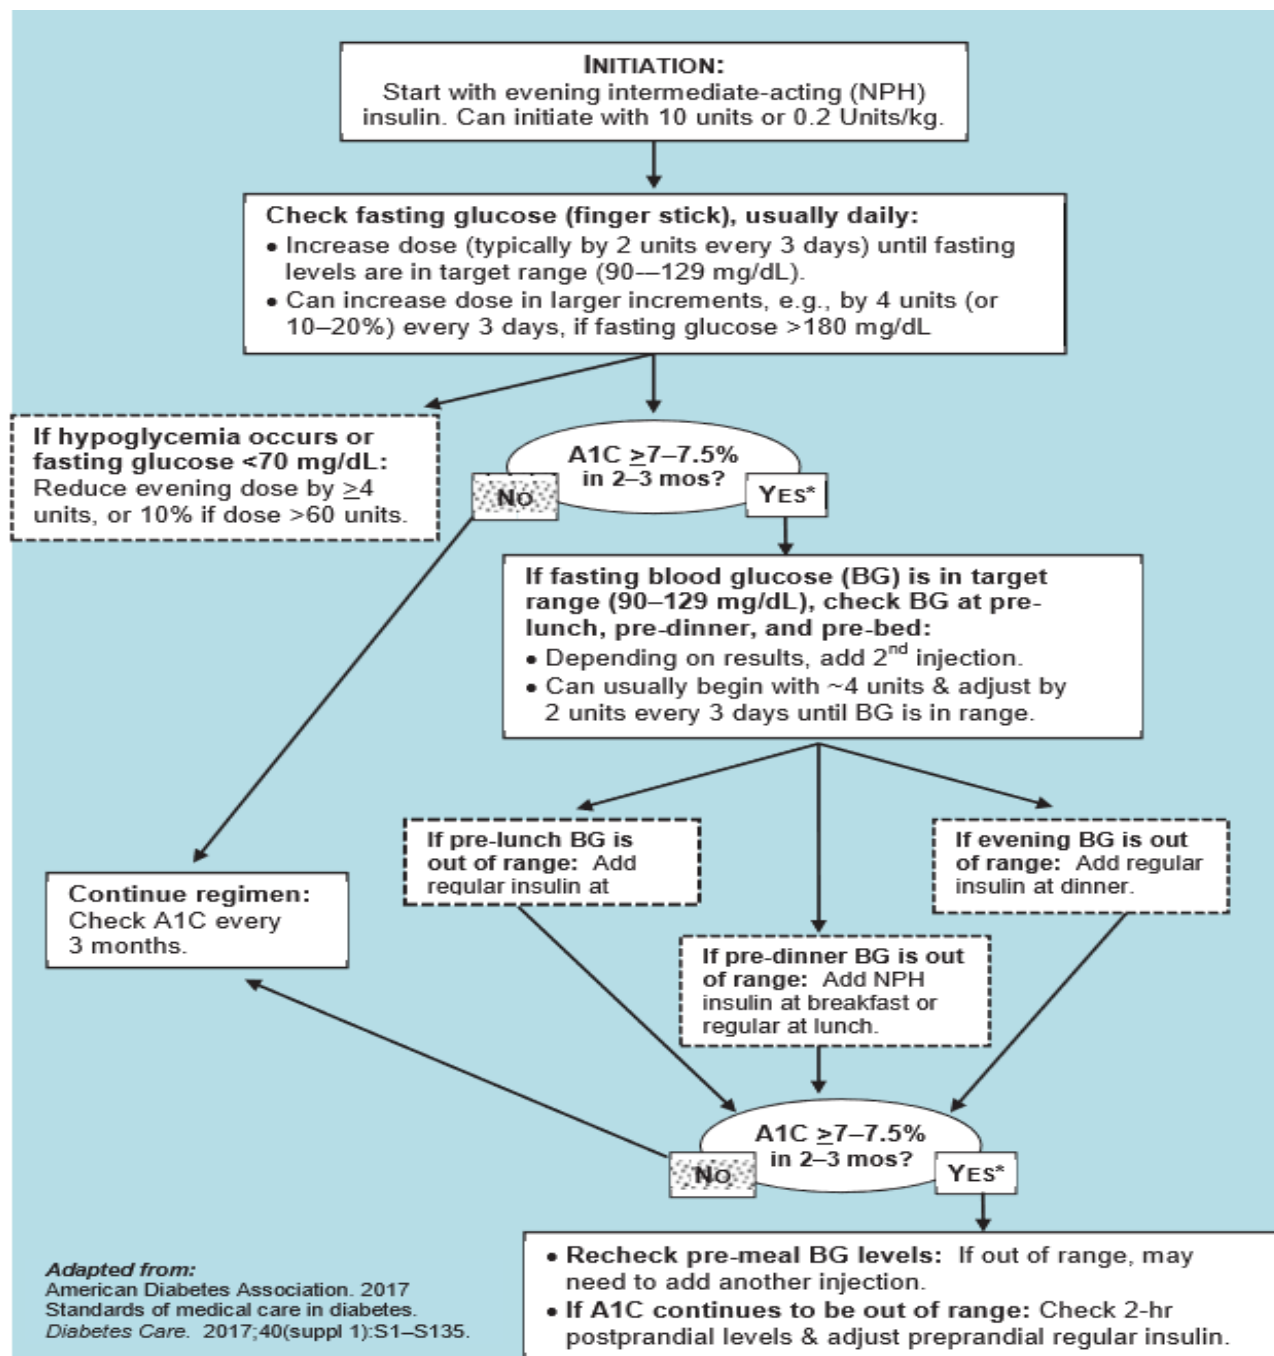 INITIATION:
Start with evening intermediate-acting (NPH)
insulin. Can initiate with 10 units or 0.2 Units/kg.
Check fasting glucose (finger stick), usually daily:
• Increase dose (typically by 2 units every 3 days) until fasting
levels are in target range (90-–129 mg/dL).
• Can increase dose in larger increments, e.g., by 4 units (or
10–20%) every 3 days, if fasting glucose >180 mg/dL
If hypoglycemia occurs or
fasting glucose <70 mg/dL:
Reduce evening dose by ≥4
units, or 10% if dose >60 units.
A1C ≥7–7.5%
in 2–3 mos?
NO
YES*
If fasting blood glucose (BG) is in target
range (90–129 mg/dL), check BG at pre-
lunch, pre-dinner, and pre-bed:
• Depending on results, add 2nd injection.
• Can usually begin with ~4 units & adjust by
2 units every 3 days until BG is in range.
If pre-lunch BG is
out of range: Add
regular insulin at
If evening BG is out
of range: Add regular
insulin at dinner.
Continue regimen:
Check A1C every
3 months.
If pre-dinner BG is out
of range: Add NPH
insulin at breakfast or
regular at lunch.
A1C ≥7–7.5%
in 2–3 mos?
NO
YES*
• Recheck pre-meal BG levels: If out of range, may
need to add another injection.
• If A1C continues to be out of range: Check 2-hr
postprandial levels & adjust preprandial regular insulin.
Adapted from:
American Diabetes Association. 2017
Standards of medical care in diabetes.
Diabetes Care. 2017;40(suppl 1):S1–S135.